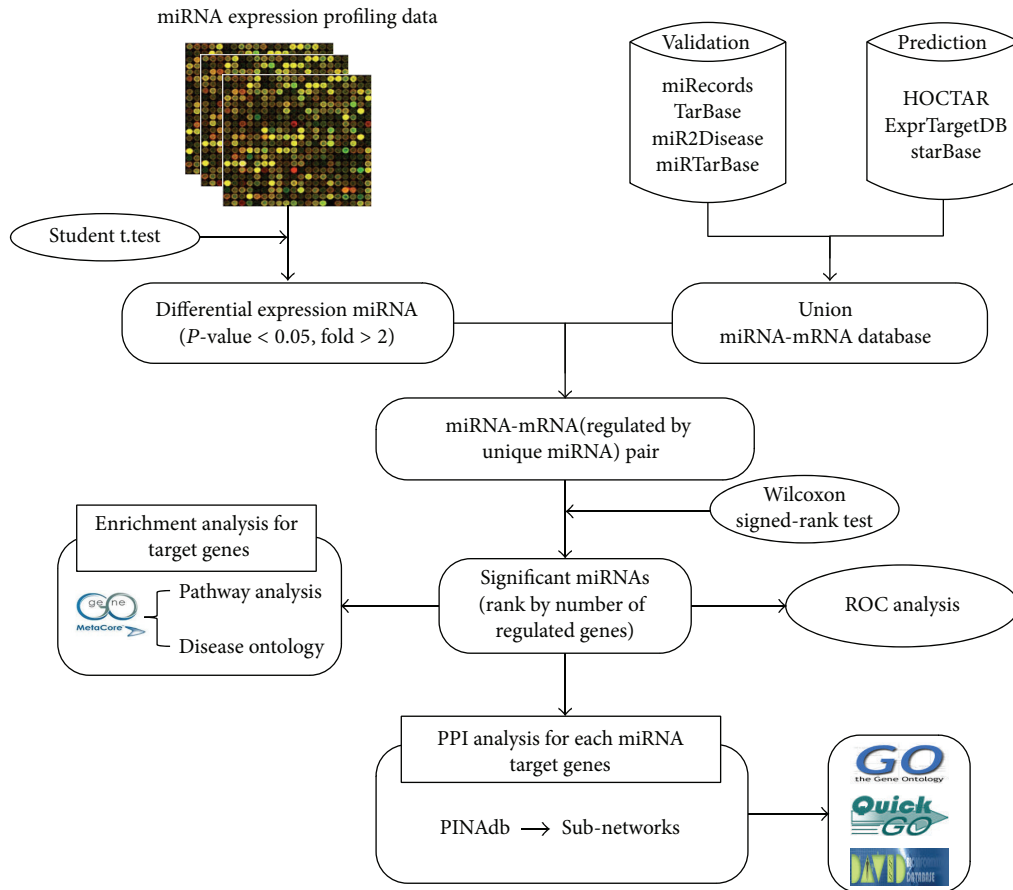 miRNA expression profiling data
Validation
miRecords
TarBase
miR2Disease
miRTarBase
Prediction
HOCTAR
ExprTargetDB
starBase
Student t.test
Differential expression miRNA
(P-value < 0.05, fold > 2)
Union
miRNA-mRNA database
miRNA-mRNA(regulated by
unique miRNA) pair
Wilcoxon
signed-rank test
Enrichment analysis for
target genes
gene
GO
MetaCore
Pathway analysis
Disease ontology
Significant miRNAs
(rank by number of
regulated genes)
ROC analysis
PPI analysis for each miRNA
target genes
PINAdb
Sub-networks
GO
the Gene Ontology
Quick
GO
DAVID
DATABASE